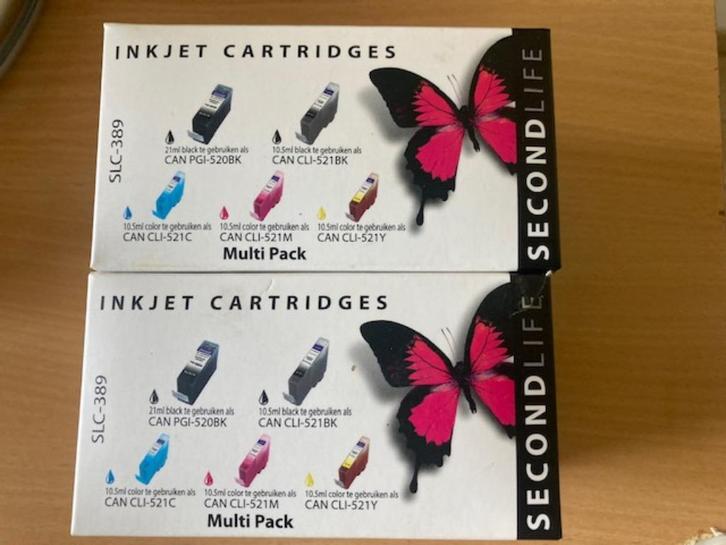 INKJET CARTRIDGES
SLC-389
21ml black te gebruiken als
CAN PGI-520BK
10.5ml black te gebruiken als
CAN CLI-521BK
10.5ml color te gebruiken als
CAN CLI-521C
10.5ml color te gebruiken als
CAN CLI-521M
10.5ml color te gebruiken als
CAN CLI-521Y
Multi Pack
SECONDLIFE
INKJET CARTRIDGES
SLC-389
21ml black te gebruiken als
CAN PGI-520BK
10.5ml black te gebruiken als
CAN CLI-521BK
10.5ml color te gebruiken als
CAN CLI-521C
10.5ml color te gebruiken als
CAN CLI-521M
10.5ml color te gebruiken als
CAN CLI-521Y
Multi Pack
SECONDLIFE